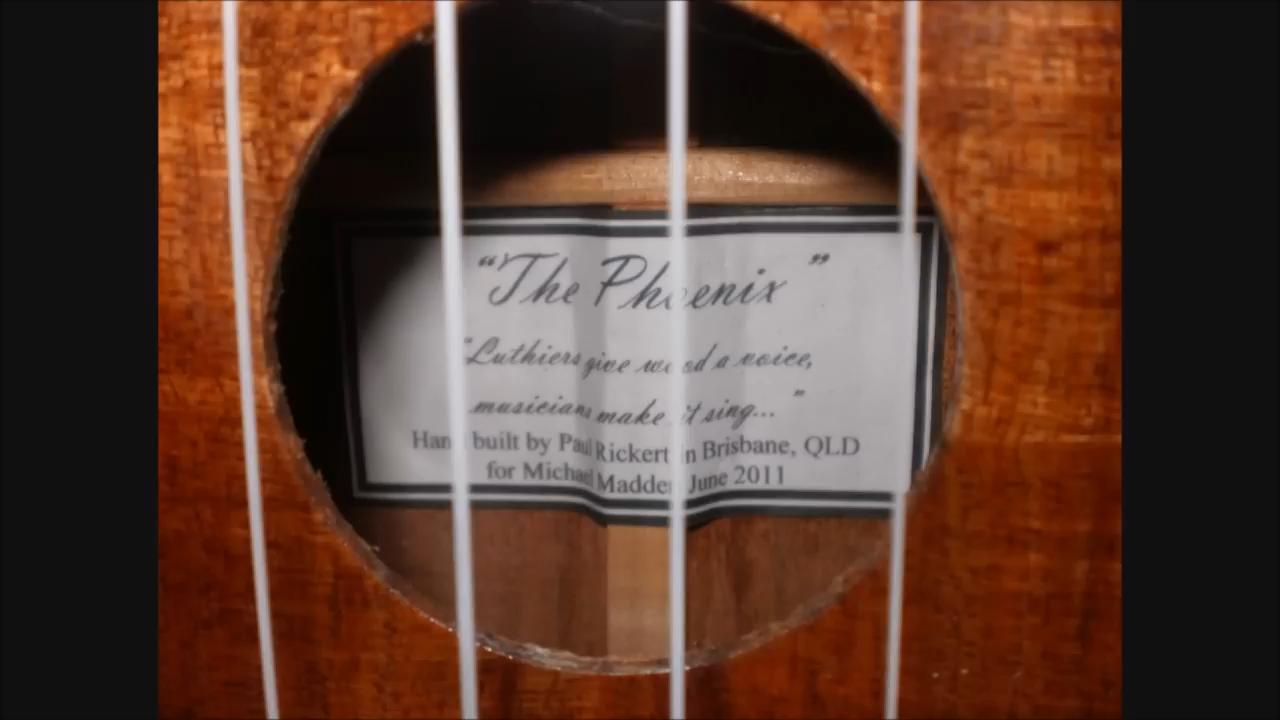 “The Phoenix”
“Luthiers give wood a voice,
musicians make it sing...”
Hand built by Paul Rickert in Brisbane, QLD
for Michael Madden June 2011